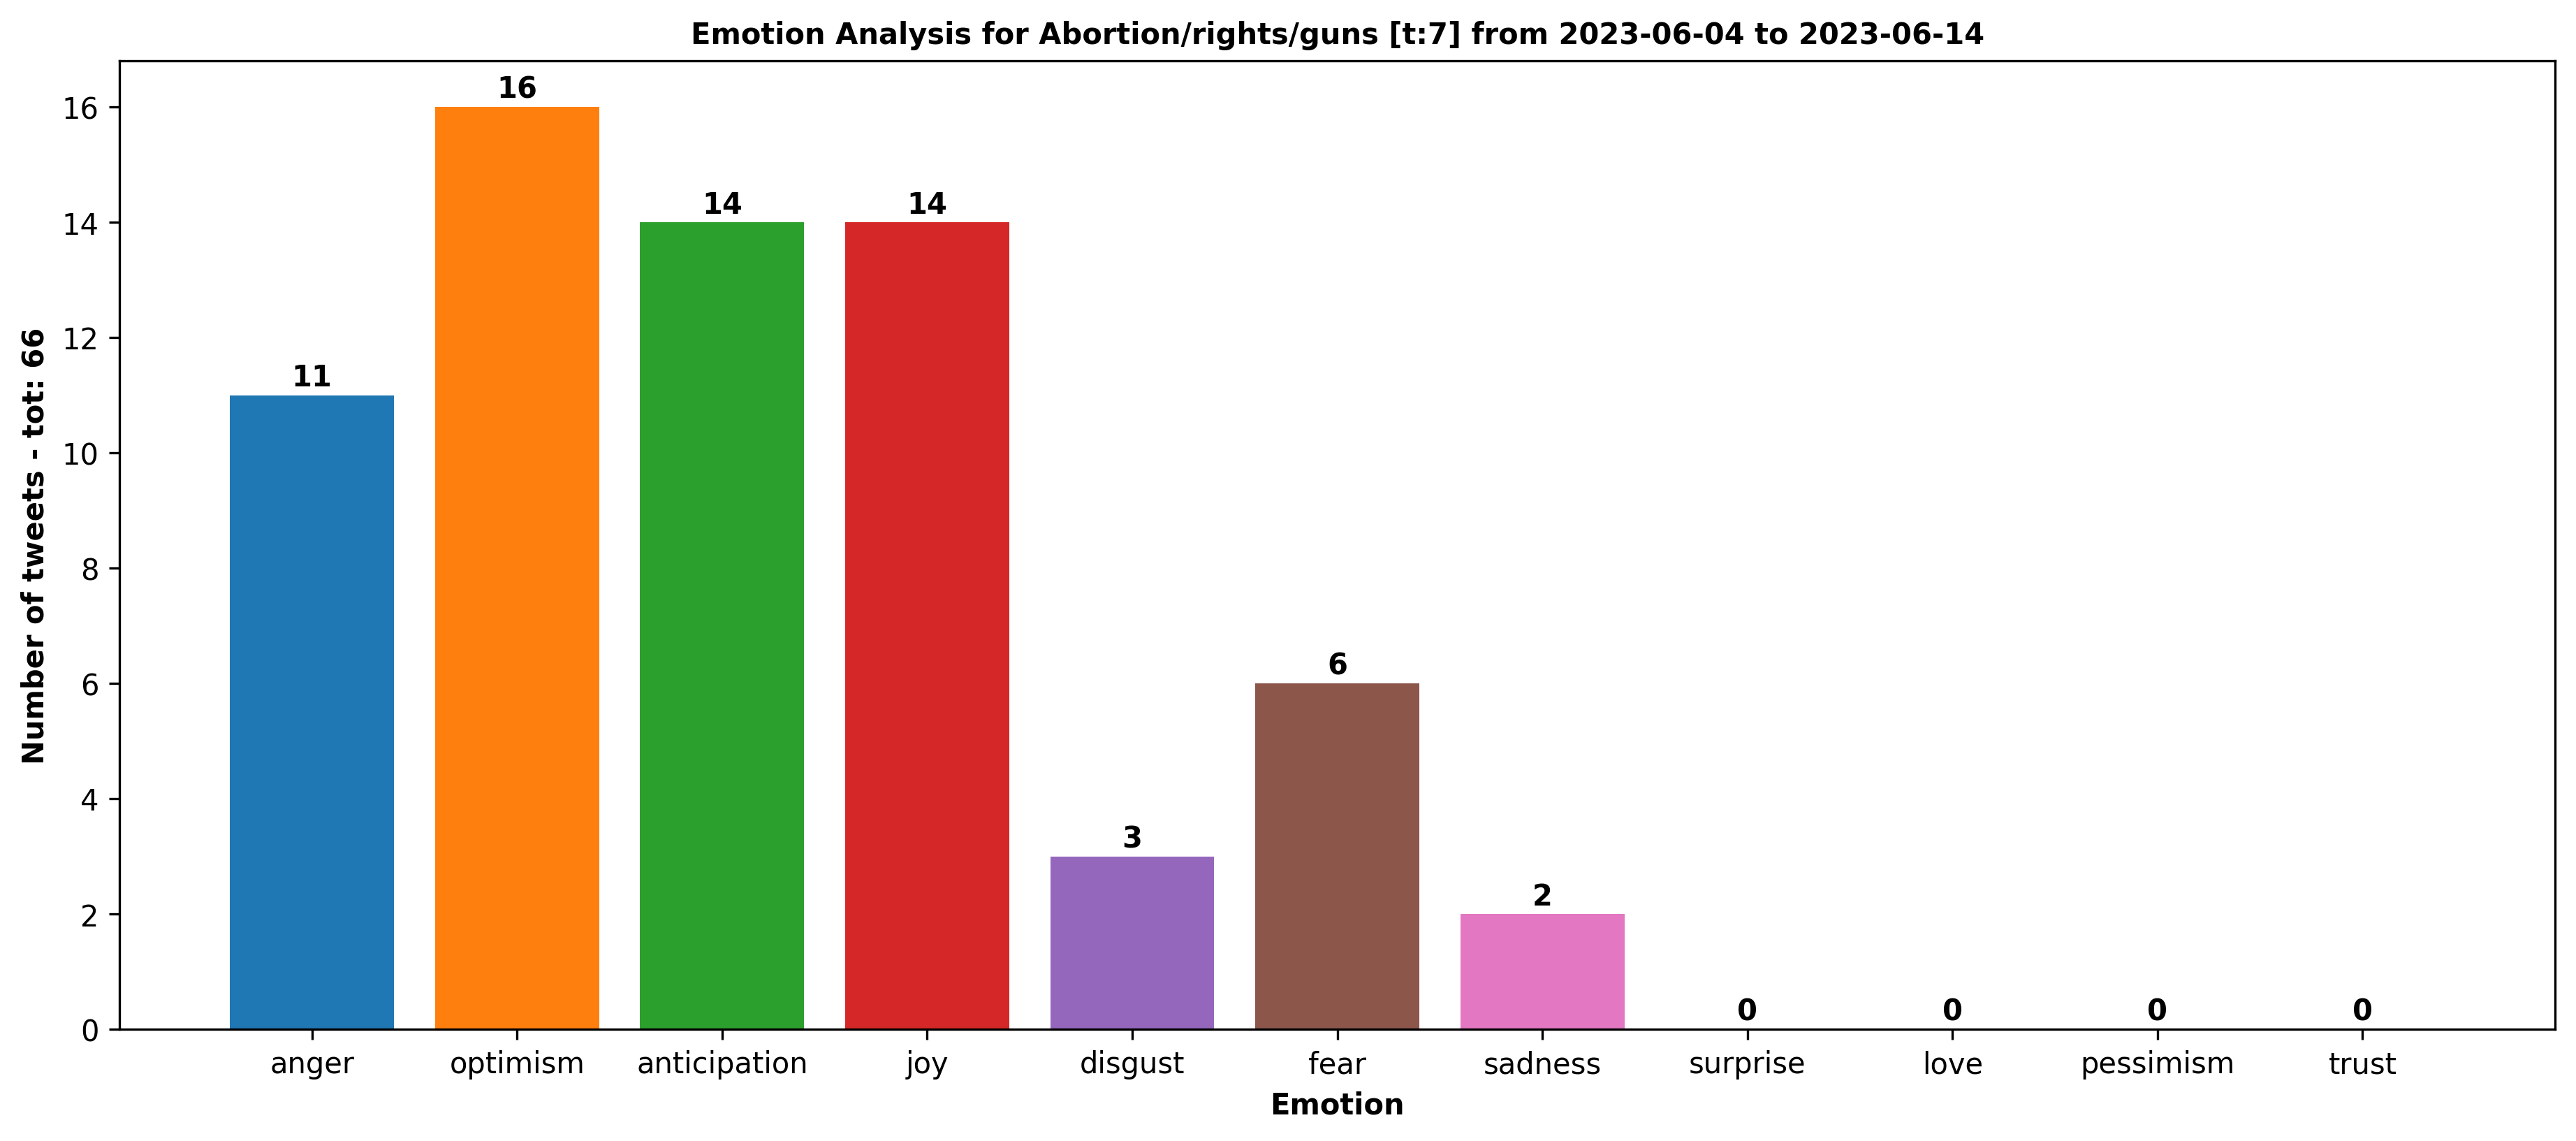 Emotion Analysis for Abortion/rights/guns [t:7] from 2023-06-04 to 2023-06-14
Number of tweets - tot: 66
16
14
12
10
8
6
4
2
0
11
16
14
14
3
6
2
0
0
0
0
anger
optimism
anticipation
joy
disgust
fear
sadness
surprise
love
pessimism
trust
Emotion